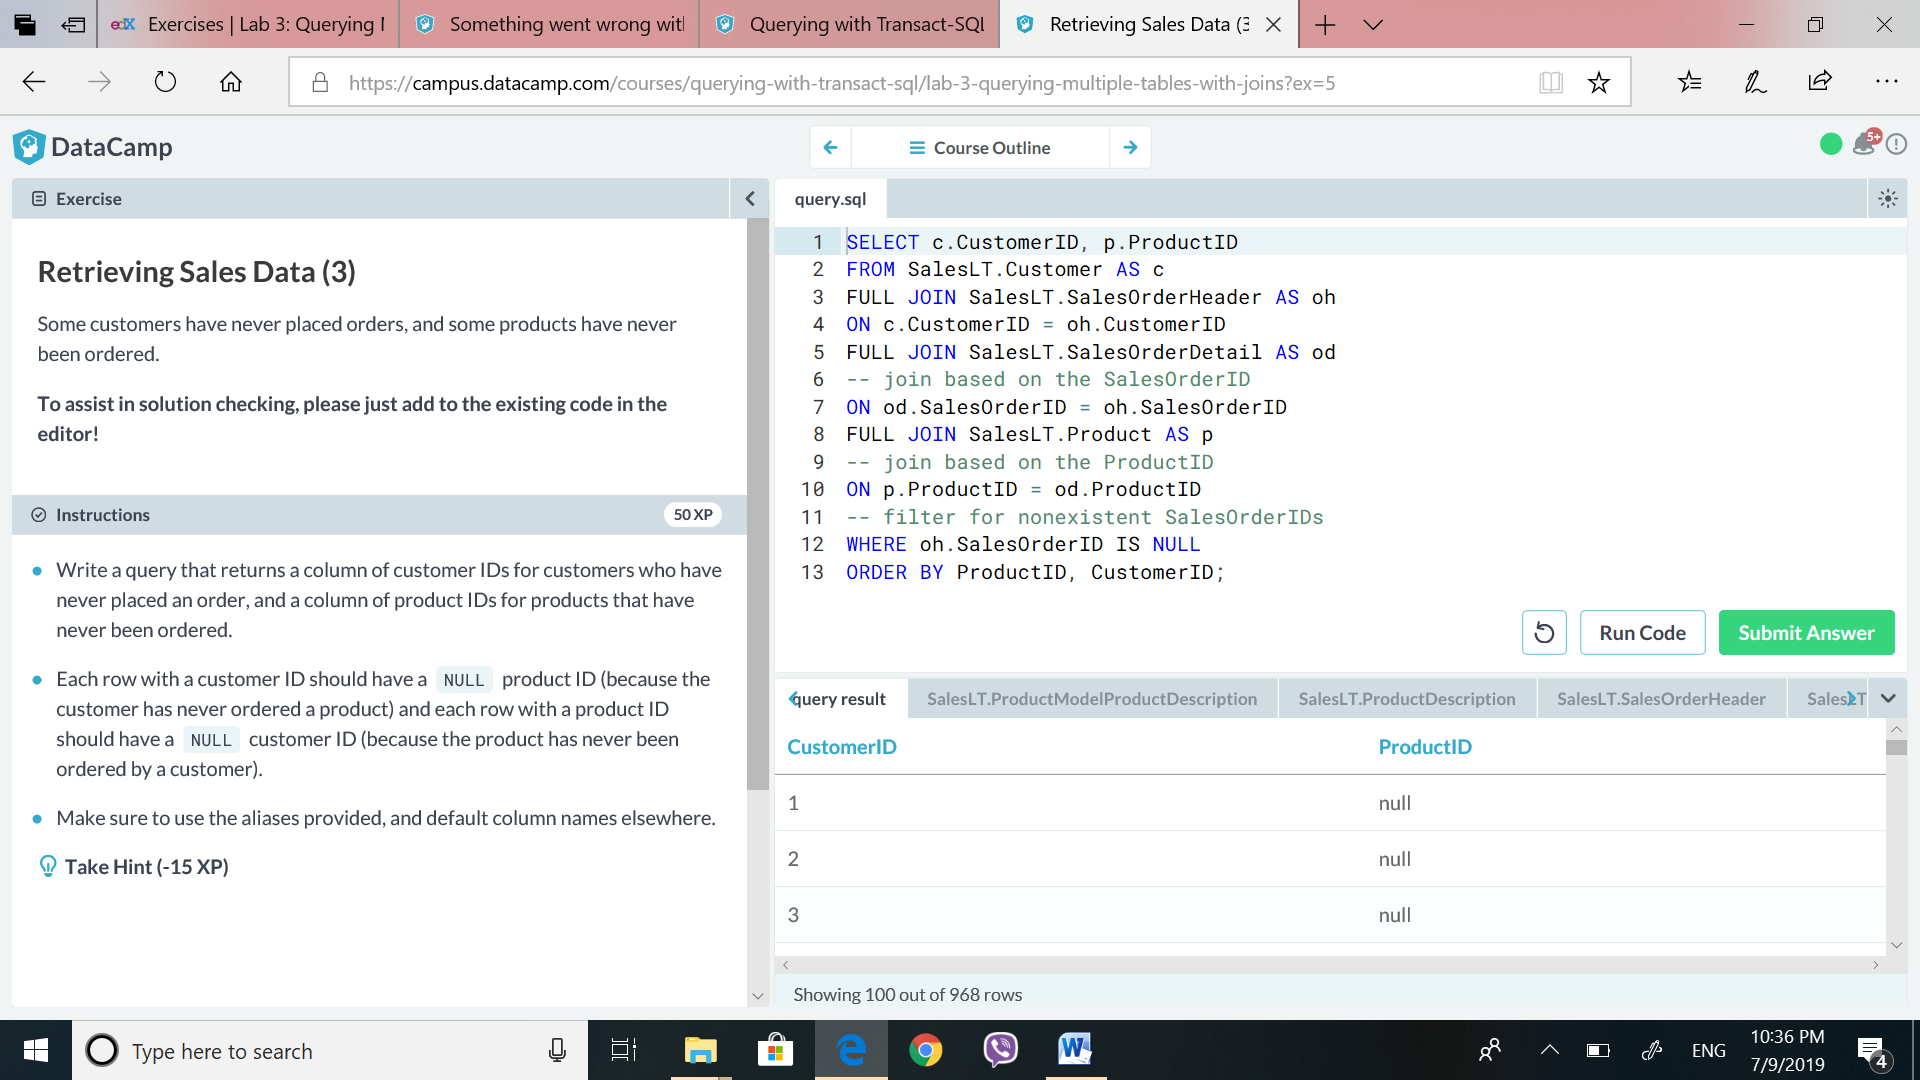 Exercises | Lab 3: Querying
Something went wrong wit
Querying with Transact-SQL
Retrieving Sales Data (3
https://campus.datacamp.com/courses/querying-with-transact-sql/lab-3-querying-multiple-tables-with-joins?ex=5
DataCamp
Course Outline
5+
Exercise
query.sql
Retrieving Sales Data (3)
Some customers have never placed orders, and some products have never
been ordered.
To assist in solution checking, please just add to the existing code in the
editor!
Instructions
50 XP
Write a query that returns a column of customer IDs for customers who have
never placed an order, and a column of product IDs for products that have
never been ordered.
Each row with a customer ID should have a NULL product ID (because the
customer has never ordered a product) and each row with a product ID
should have a NULL customer ID (because the product has never been
ordered by a customer).
Make sure to use the aliases provided, and default column names elsewhere.
Take Hint (-15 XP)
1 SELECT c.CustomerID, p.ProductID
2 FROM SalesLT.Customer AS c
3 FULL JOIN SalesLT.SalesOrderHeader AS oh
4 ON c.CustomerID = oh.CustomerID
5 FULL JOIN SalesLT.SalesOrderDetail AS od
6 -- join based on the SalesOrderID
7 ON od.SalesOrderID = oh.SalesOrderID
8 FULL JOIN SalesLT.Product AS p
9 -- join based on the ProductID
10 ON p.ProductID = od.ProductID
11 -- filter for nonexistent SalesOrderIDs
12 WHERE oh.SalesOrderID IS NULL
13 ORDER BY ProductID, CustomerID;
Run Code
Submit Answer
query result
SalesLT.ProductModelProductDescription
SalesLT.ProductDescription
SalesLT.SalesOrderHeader
CustomerID ProductID
1 null
2 null
3 null
Showing 100 out of 968 rows
Type here to search
ENG
10:36 PM
7/9/2019
4